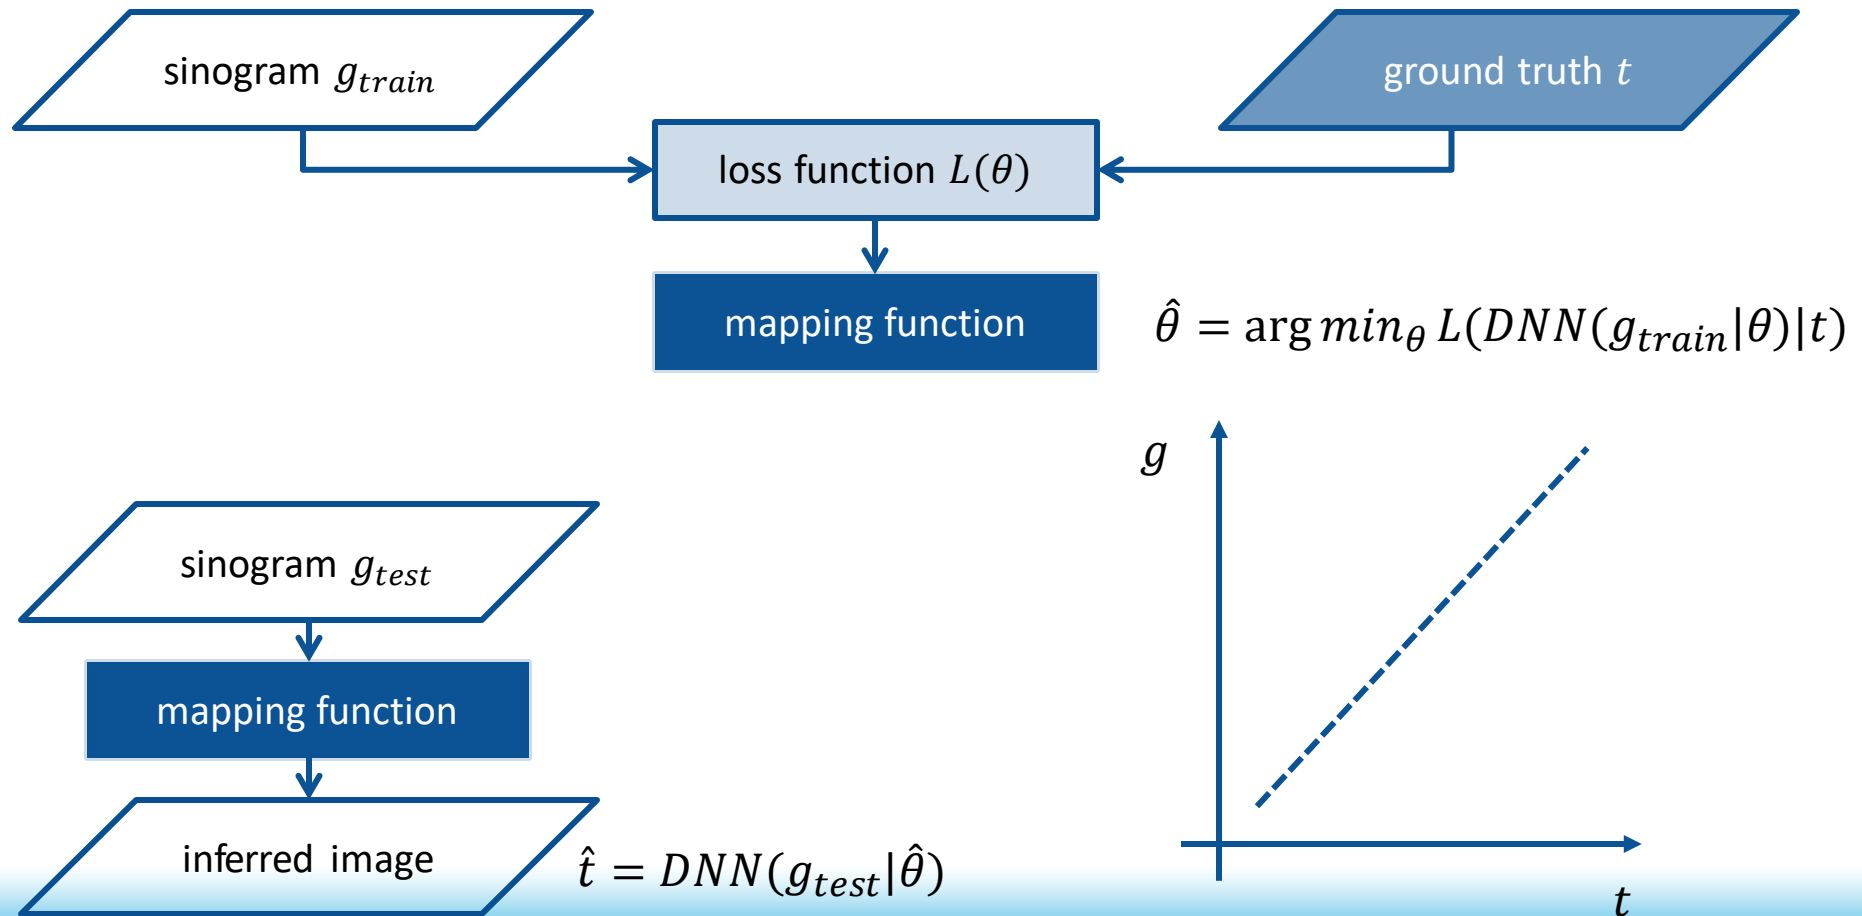 sinogram g_train
ground truth t
loss function L(θ)
mapping function
θ̂ = arg min_θ L(DNN(g_train|θ)|t)
g
sinogram g_test
mapping function
inferred image
t̂ = DNN(g_test|θ̂)
t